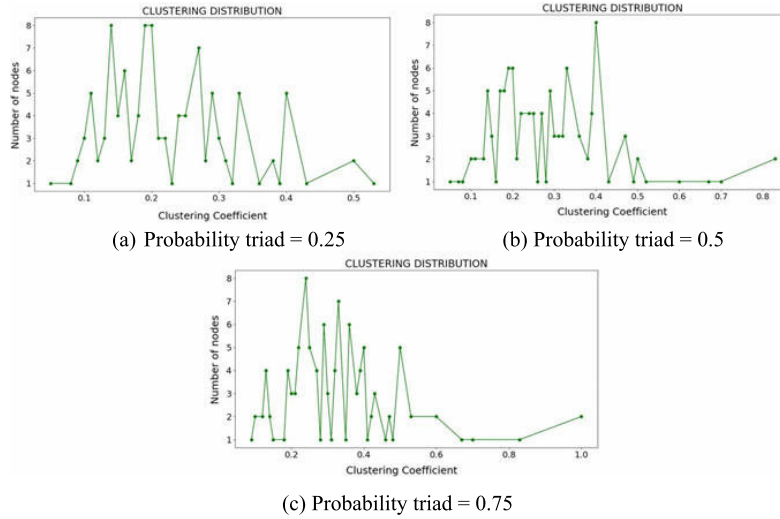 CLUSTERING DISTRIBUTION
Number of nodes
8
7
6
5
4
3
2
1
0.1 0.2 0.3 0.4 0.5
Clustering Coefficient
(a) Probability triad = 0.25
CLUSTERING DISTRIBUTION
Number of nodes
8
7
6
5
4
3
2
1
0.1 0.2 0.3 0.4 0.5 0.6 0.7 0.8
Clustering Coefficient
(b) Probability triad = 0.5
CLUSTERING DISTRIBUTION
Number of nodes
8
7
6
5
4
3
2
1
0.2 0.4 0.6 0.8 1.0
Clustering Coefficient
(c) Probability triad = 0.75